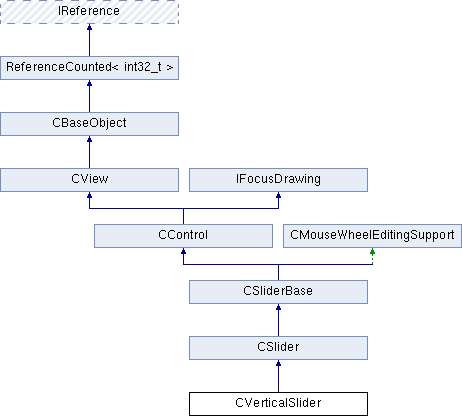 IReference
ReferenceCounted< int32_t >
CBaseObject
CView
IFocusDrawing
CControl
CMouseWheelEditingSupport
CSliderBase
CSlider
CVerticalSlider